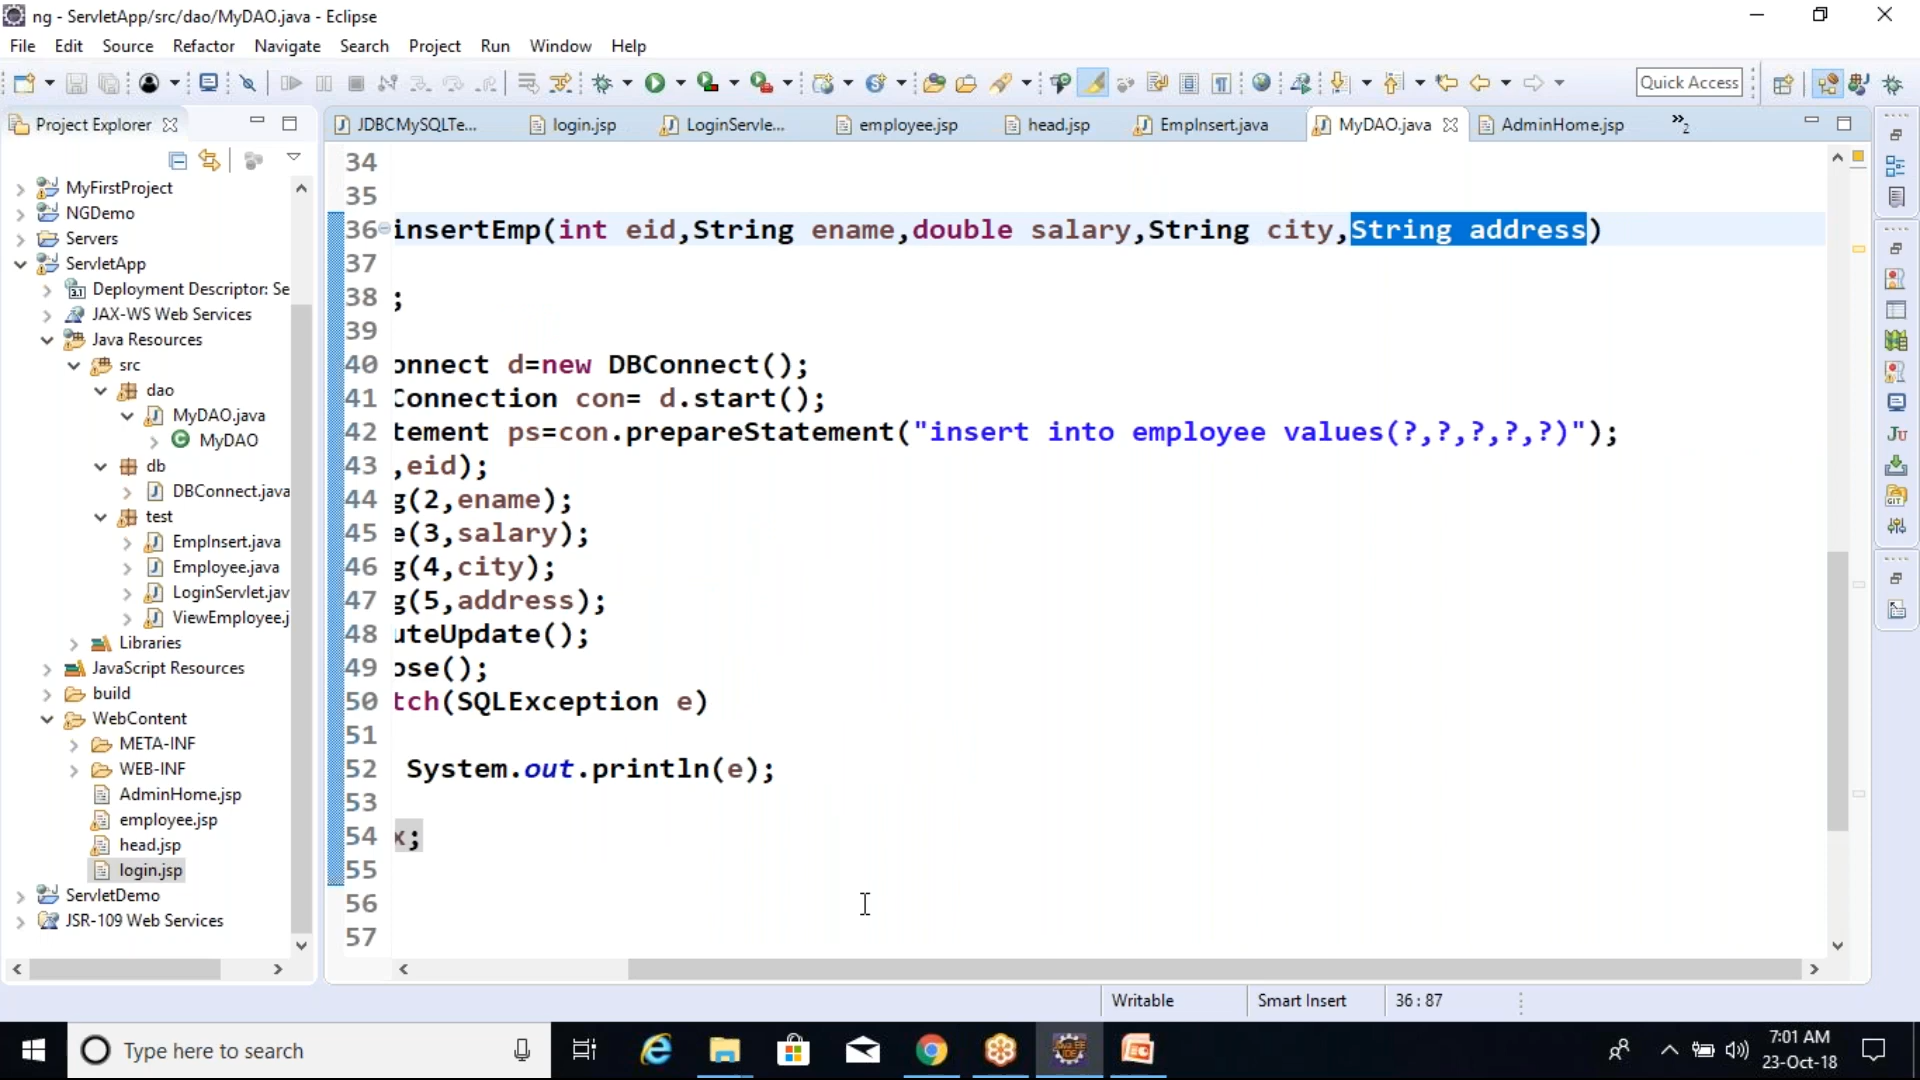 ng - ServletApp/src/dao/MyDAO.java - Eclipse
File Edit Source Refactor Navigate Search Project Run Window Help
Quick Access
Project Explorer
JDBCMySQLTe...
login.jsp
LoginServle...
employee.jsp
head.jsp
EmpInsert.java
MyDAO.java
AdminHome.jsp
»2
MyFirstProject
NGDemo
Servers
ServletApp
Deployment Descriptor: Se
JAX-WS Web Services
Java Resources
src
dao
MyDAO.java
MyDAO
db
DBConnect.java
test
EmpInsert.java
Employee.java
LoginServlet.jav
ViewEmployee.j
Libraries
JavaScript Resources
build
WebContent
META-INF
WEB-INF
AdminHome.jsp
employee.jsp
head.jsp
login.jsp
ServletDemo
JSR-109 Web Services
34
35
36 insertEmp(int eid,String ename,double salary,String city,String address)
37
38 ;
39
40 onnect d=new DBConnect();
41 Connection con= d.start();
42 tement ps=con.prepareStatement("insert into employee values(?,?,?,?,?)");
43 ,eid);
44 g(2,ename);
45 e(3,salary);
46 g(4,city);
47 g(5,address);
48 uteUpdate();
49 ose();
50 tch(SQLException e)
51
52 System.out.println(e);
53
54 x;
55
56
57
Writable
Smart Insert
36 : 87
Type here to search
7:01 AM
23-Oct-18